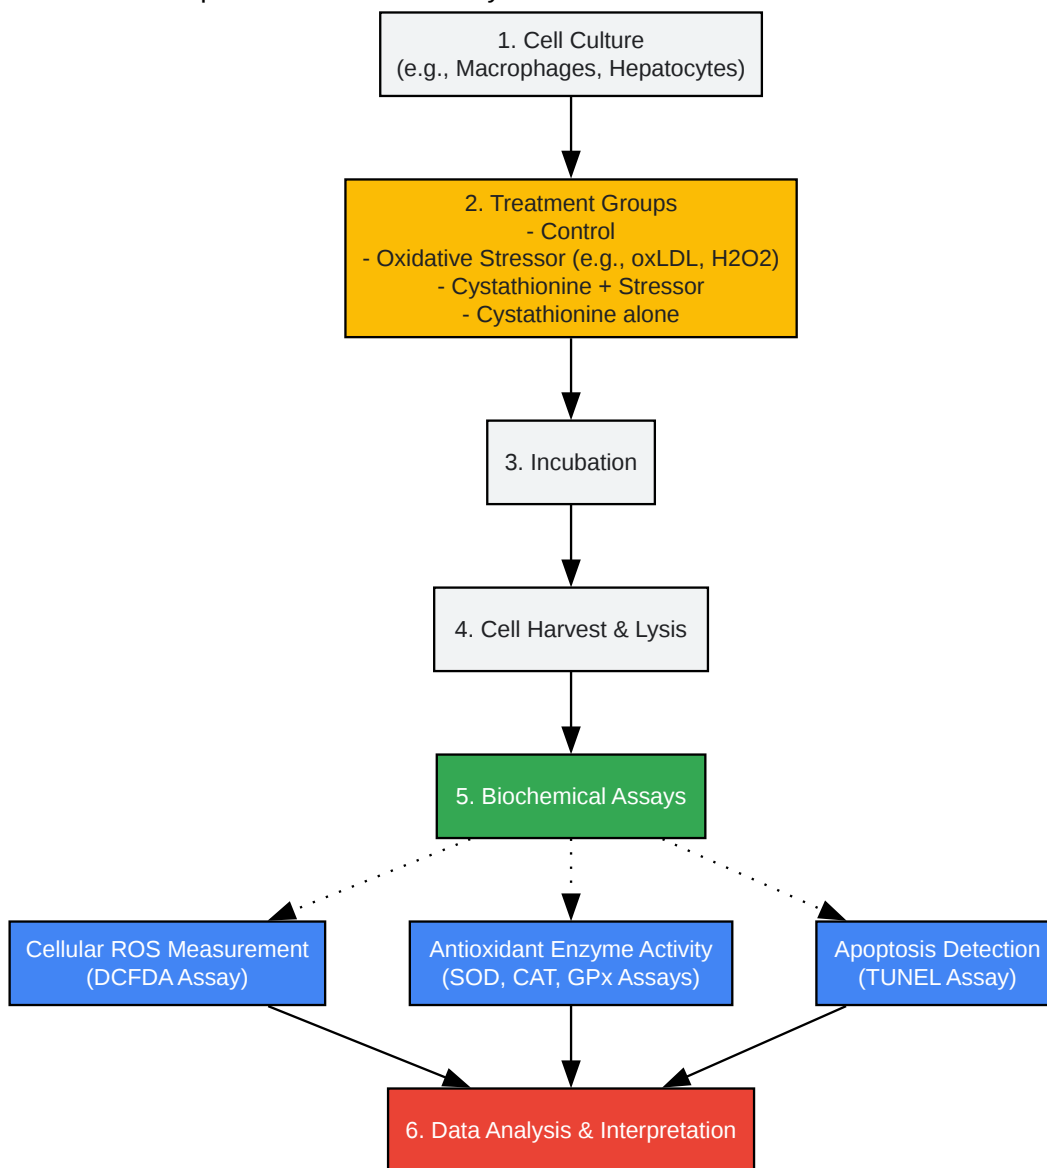 1. Cell Culture
(e.g., Macrophages, Hepatocytes)
2. Treatment Groups
- Control
- Oxidative Stressor (e.g., oxLDL, H2O2)
- Cystathionine + Stressor
- Cystathionine alone
3. Incubation
4. Cell Harvest & Lysis
5. Biochemical Assays
Cellular ROS Measurement
(DCFDA Assay)
Antioxidant Enzyme Activity
(SOD, CAT, GPx Assays)
Apoptosis Detection
(TUNEL Assay)
6. Data Analysis & Interpretation